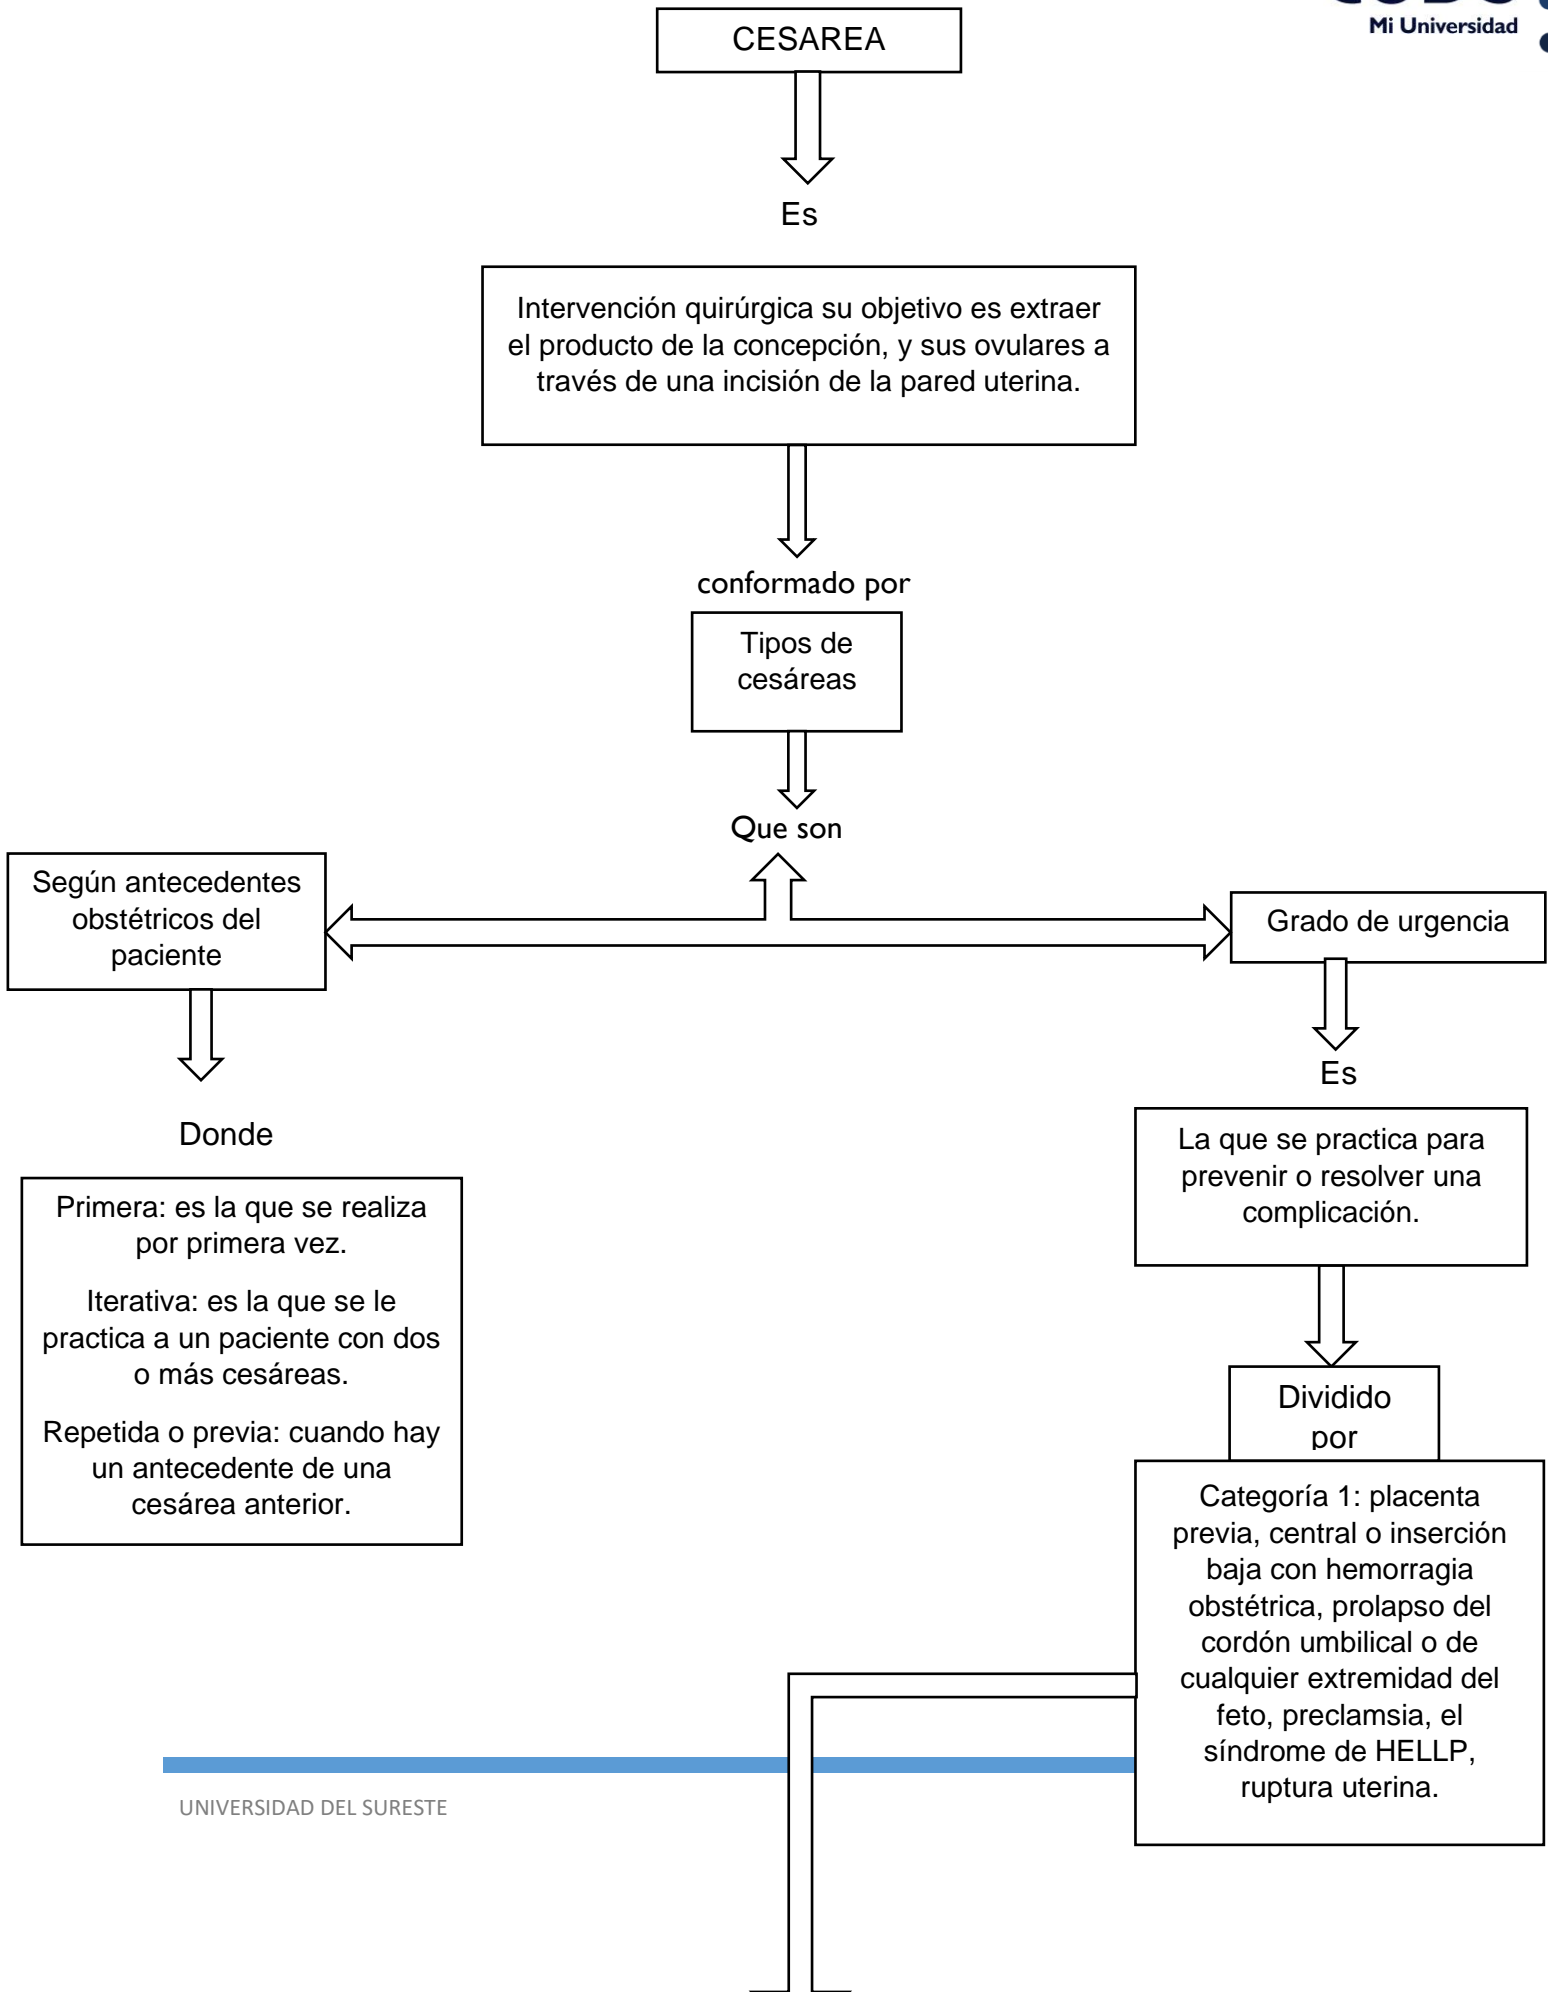 Mi Universidad
CESAREA
Es
Intervención quirúrgica su objetivo es extraer
el producto de la concepción, y sus ovulares a
través de una incisión de la pared uterina.
conformado por
Tipos de
cesáreas
Que son
Según antecedentes
obstétricos del
paciente
Grado de urgencia
Donde
Es
Primera: es la que se realiza
por primera vez.
Iterativa: es la que se le
practica a un paciente con dos
o más cesáreas.
Repetida o previa: cuando hay
un antecedente de una
cesárea anterior.
La que se practica para
prevenir o resolver una
complicación.
Dividido
por
Categoría 1: placenta
previa, central o inserción
baja con hemorragia
obstétrica, prolapso del
cordón umbilical o de
cualquier extremidad del
feto, preclamsia, el
síndrome de HELLP,
ruptura uterina.
UNIVERSIDAD DEL SURESTE